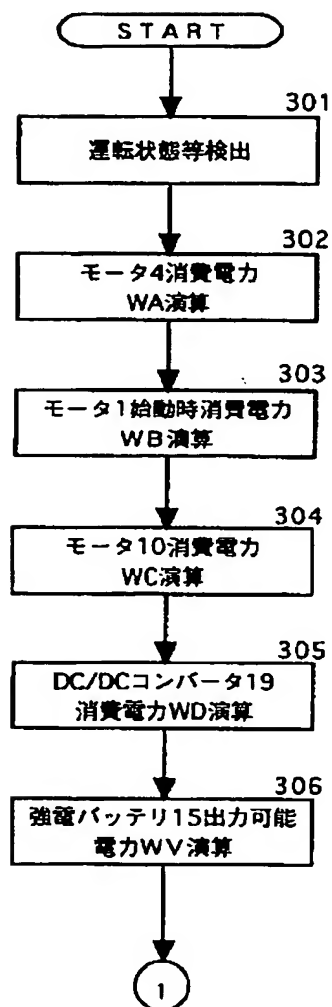 START
301
運転状態等検出
302
モータ4消費電力
WA演算
303
モータ1始動時消費電力
WB演算
304
モータ10消費電力
WC演算
305
DC/DCコンバータ19
消費電力WD演算
306
強電バッテリ15出力可能
電力WV演算
1